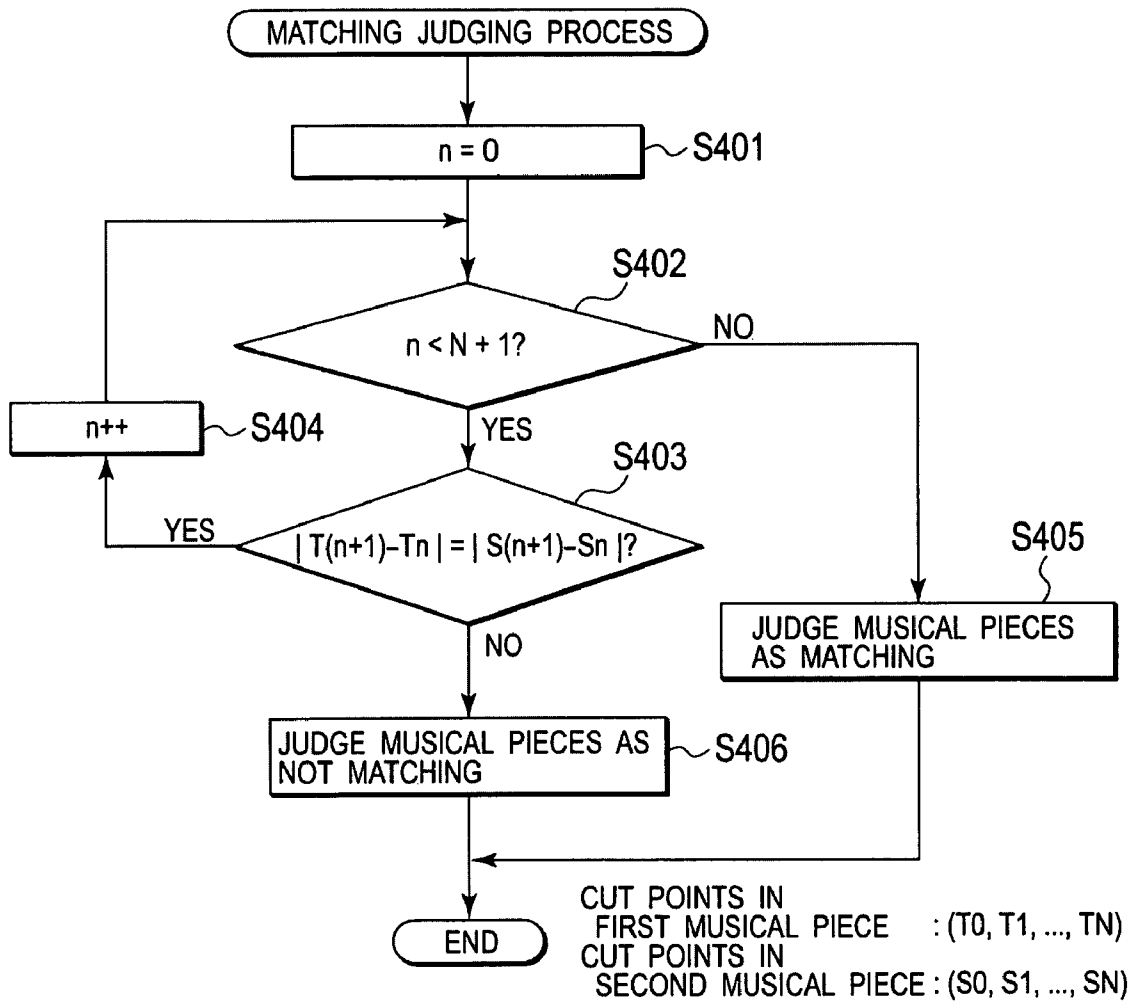 MATCHING JUDGING PROCESS
n = 0
S401
S402
n < N + 1?
NO
n++
S404
YES
S403
YES
| T(n+1)–Tn | = | S(n+1)–Sn |?
S405
NO
JUDGE MUSICAL PIECES
AS MATCHING
JUDGE MUSICAL PIECES AS
NOT MATCHING
S406
END
CUT POINTS IN
FIRST MUSICAL PIECE : (T0, T1, ..., TN)
CUT POINTS IN
SECOND MUSICAL PIECE : (S0, S1, ..., SN)